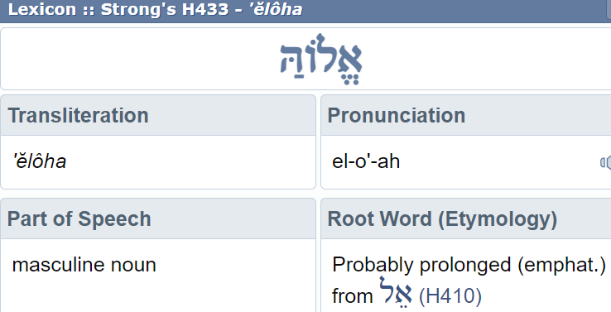 Lexicon :: Strong's H433 - 'ĕlôha
אֱלוֹהַּ
Transliteration
'ĕlôha
Pronunciation
el-o'-ah
Part of Speech
masculine noun
Root Word (Etymology)
Probably prolonged (emphat.)
from אֵל (H410)